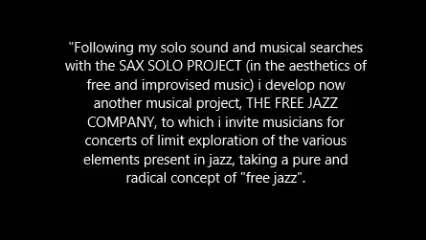 "Following my solo sound and musical searches
with the SAX SOLO PROJECT (in the aesthetics of
free and improvised music) i develop now
another musical project, THE FREE JAZZ
COMPANY, to which i invite musicians for
concerts of limit exploration of the various
elements present in jazz, taking a pure and
radical concept of "free jazz".